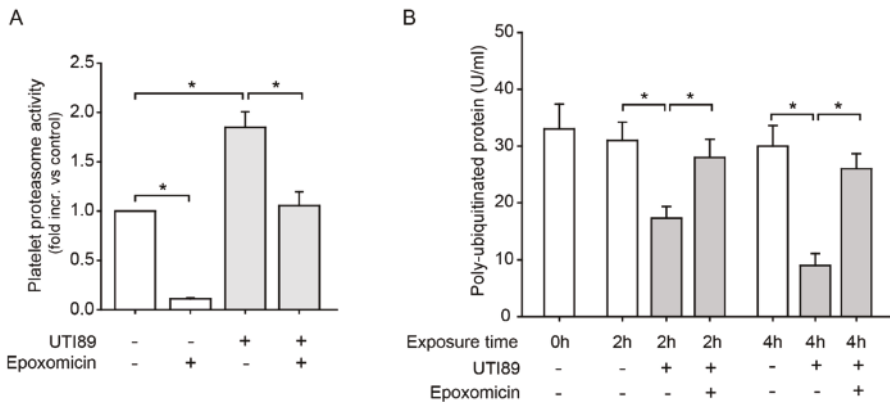 A
Platelet proteasome activity
(fold incr. vs control)
2.5
2.0
1.5
1.0
0.5
0.0
* * *
UTI89 - - + +
Epoxomicin - + - +
B
Poly-ubiquitinated protein (U/ml)
50
40
30
20
10
0
* * * *
Exposure time 0h 2h 2h 2h 4h 4h 4h
UTI89 - - + + - + +
Epoxomicin - - - + - - +